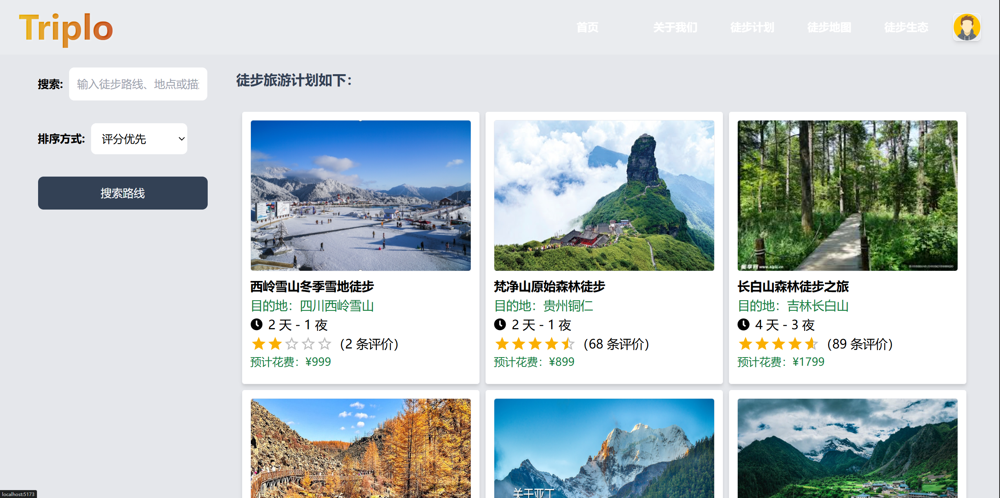 Triplo
首页 关于我们 徒步计划 徒步地图 徒步生态
搜索:
输入徒步路线、地点或描
排序方式:
评分优先
搜索路线
徒步旅游计划如下：
西岭雪山冬季雪地徒步
目的地：四川西岭雪山
2 天 - 1 夜
（2 条评价）
预计花费：¥999
梵净山原始森林徒步
目的地：贵州铜仁
2 天 - 1 夜
（68 条评价）
预计花费：¥899
长白山森林徒步之旅
目的地：吉林长白山
4 天 - 3 夜
（89 条评价）
预计花费：¥1799
关于亚丁
localhost:5173